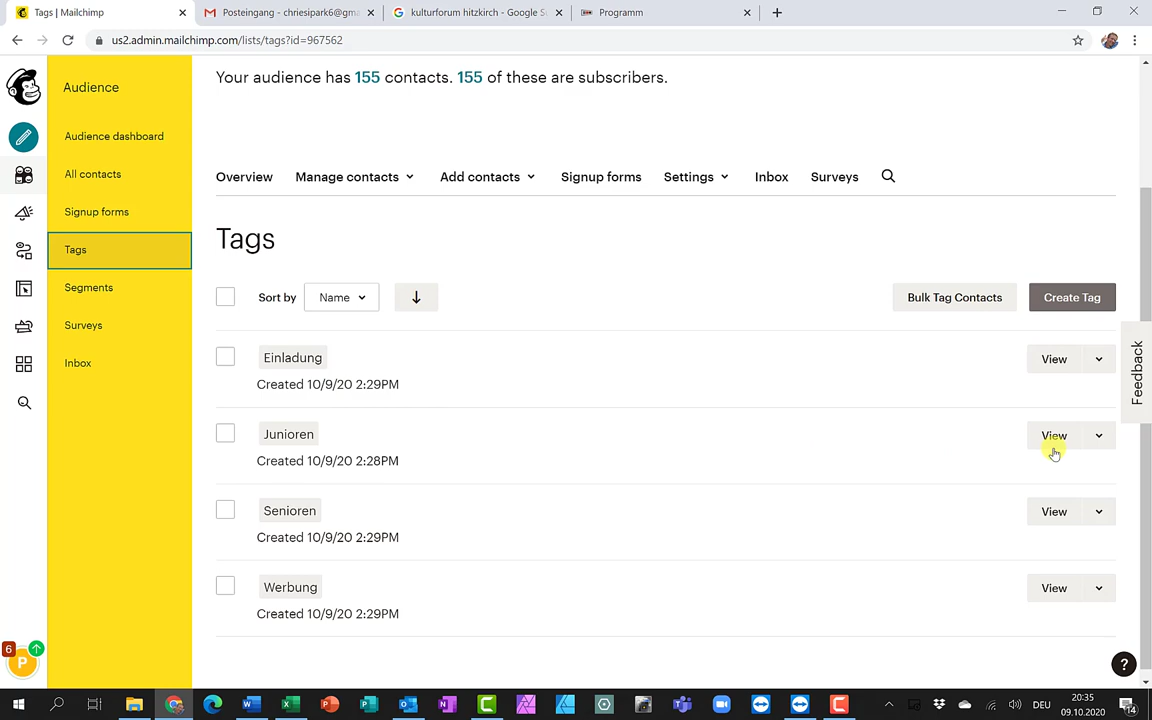 Tags | Mailchimp
Posteingang - chriesipark6@gma
kulturforum hitzkirch - Google S
Programm
us2.admin.mailchimp.com/lists/tags?id=967562
Audience
Audience dashboard
All contacts
Signup forms
Tags
Segments
Surveys
Inbox
6
P
Your audience has 155 contacts. 155 of these are subscribers.
Overview
Manage contacts
Add contacts
Signup forms
Settings
Inbox
Surveys
Tags
Sort by
Name
Bulk Tag Contacts
Create Tag
Einladung
Created 10/9/20 2:29PM
View
Junioren
Created 10/9/20 2:28PM
View
Senioren
Created 10/9/20 2:29PM
View
Werbung
Created 10/9/20 2:29PM
View
Feedback
?
DEU
20:35
09.10.2020
14